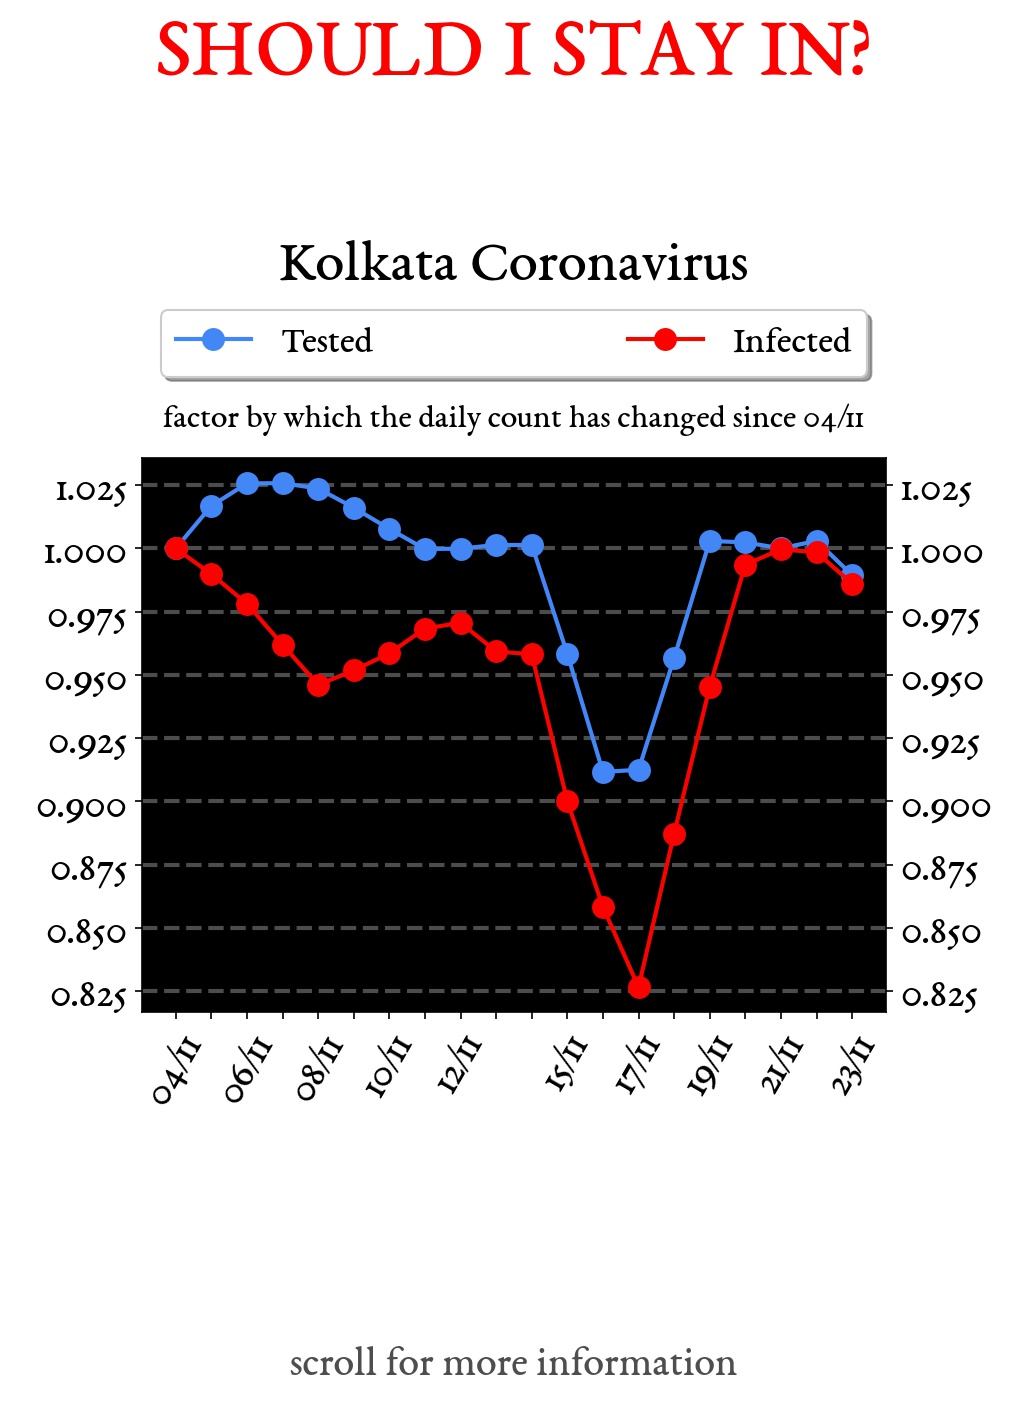 SHOULD I STAY IN?
Kolkata Coronavirus
Tested Infected
factor by which the daily count has changed since 04/11
1.025 1.025
1.000 1.000
0.975 0.975
0.950 0.950
0.925 0.925
0.900 0.900
0.875 0.875
0.850 0.850
0.825 0.825
04/11 06/11 08/11 10/11 12/11 15/11 17/11 19/11 21/11 23/11
scroll for more information